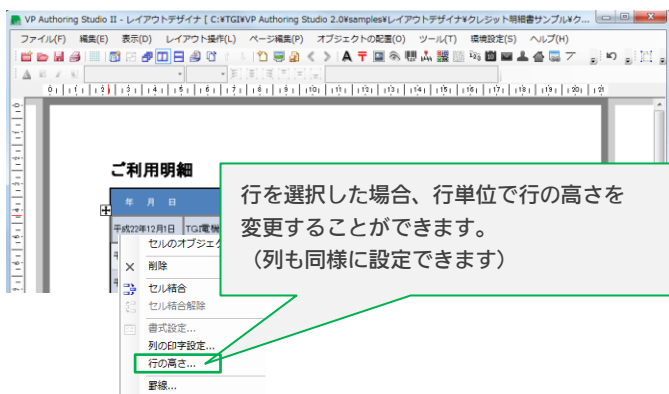 VP Authoring Studio II - レイアウトデザイナ [ C:¥TGI¥VP Authoring Studio 2.0¥samples¥レイアウトデザイナ¥クレジット明細書サンプル¥ク...
ファイル(F) 編集(E) 表示(D) レイアウト操作(L) ページ編集(P) オブジェクトの配置(O) ツール(T) 環境設定(S) ヘルプ(H)
ご利用明細
年 月 日
平成22年12月1日 TGI電機
行を選択した場合、行単位で行の高さを
変更することができます。
（列も同様に設定できます）
セルのオブジェク
削除
セル結合
セル結合解除
書式設定...
列の印字設定...
行の高さ...
罫線...